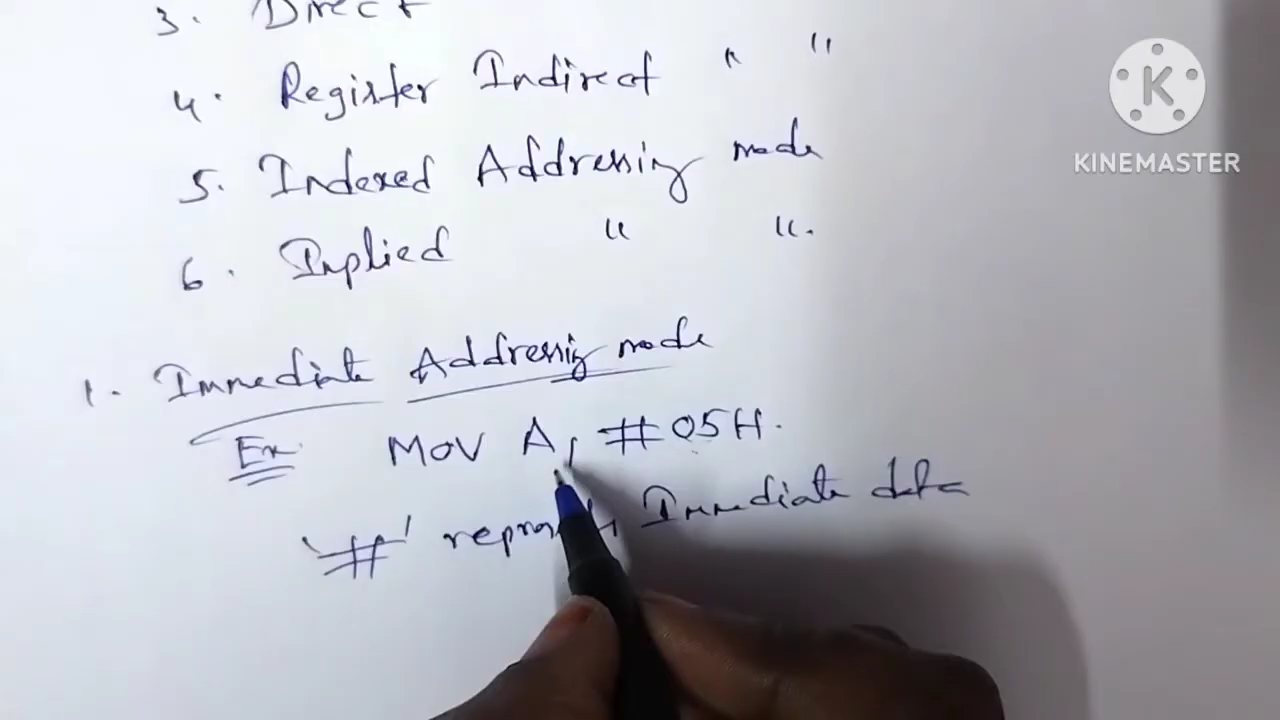 3. Direct
4. Register Indirect " "
5. Indexed Addressing mode
6. Implied " ".
1. Immediate Addressing mode
Ex: MOV A, #05H.
'#' Immediate data
K
KINEMASTER